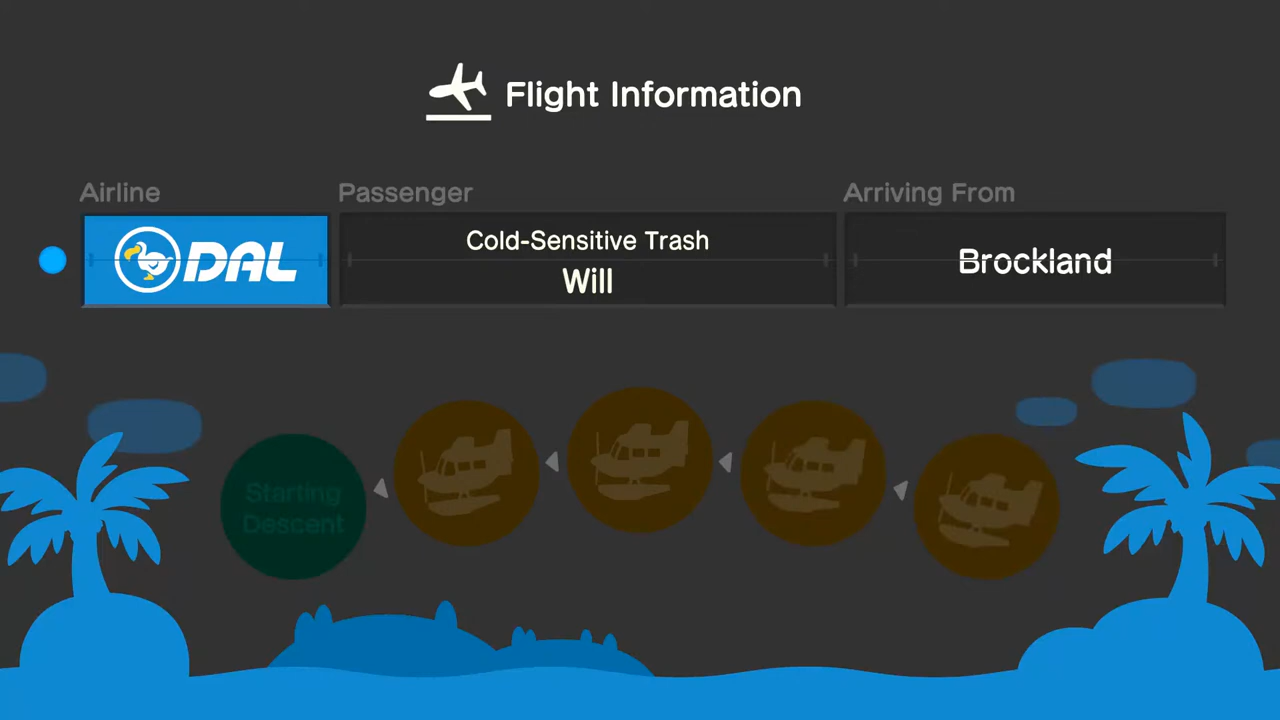 Flight Information
Airline
Passenger
Arriving From
DAL
Cold-Sensitive Trash
Will
Brockland
Starting
Descent